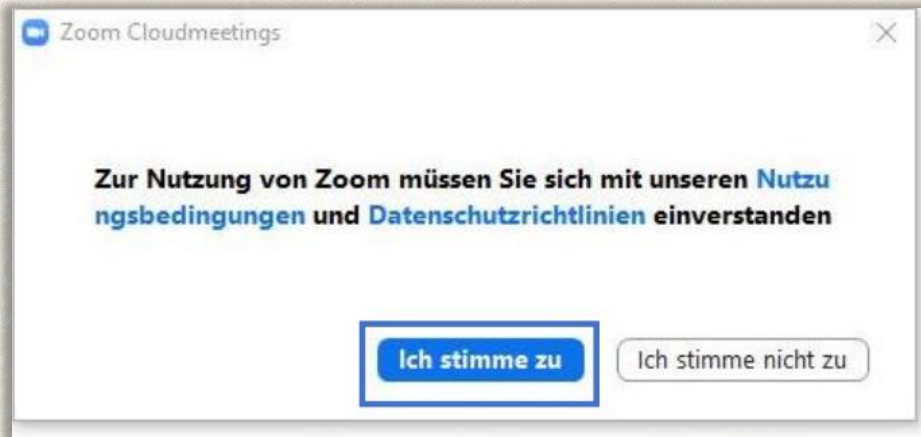 Zoom Cloudmeetings
Zur Nutzung von Zoom müssen Sie sich mit unseren Nutzu
ngsbedingungen und Datenschutzrichtlinien einverstanden
Ich stimme zu
Ich stimme nicht zu